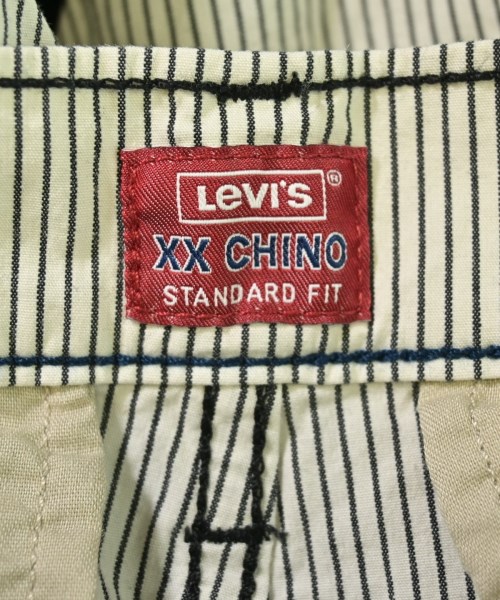 Levi's ®
XX CHINO
STANDARD FIT